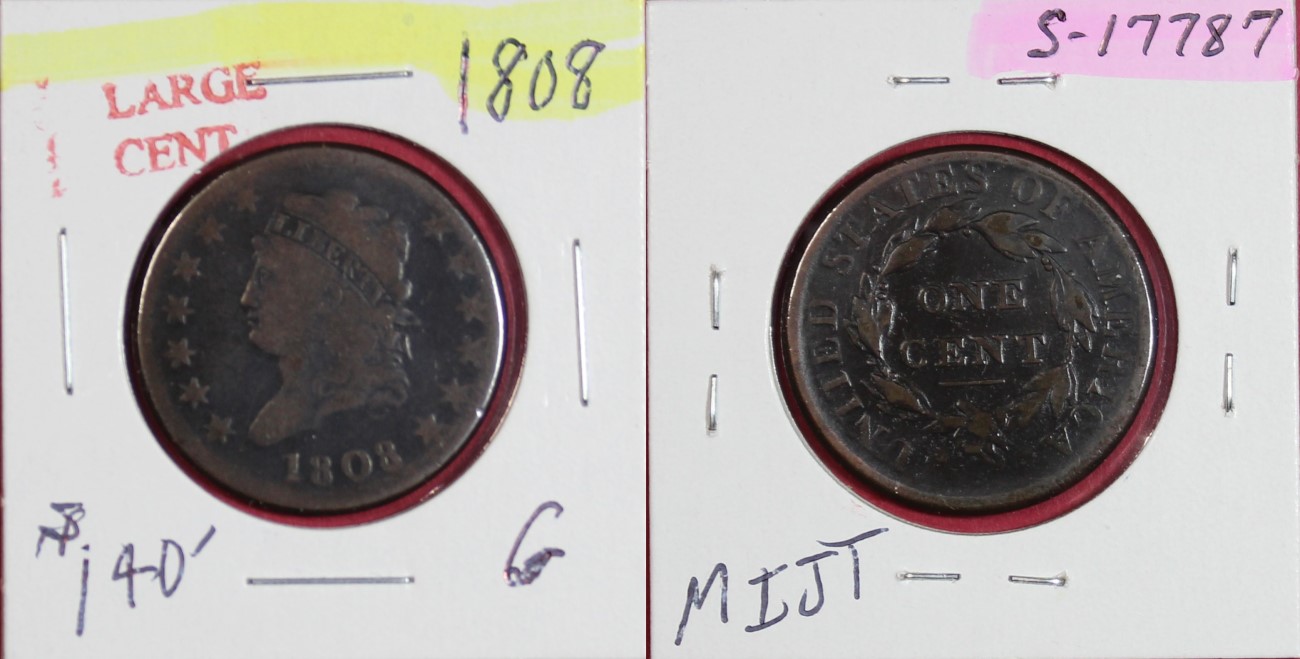 LARGE
CENT
1808
LIBERTY
1808
$140
G
S-17787
UNITED STATES OF AMERICA
ONE
CENT
MIJT